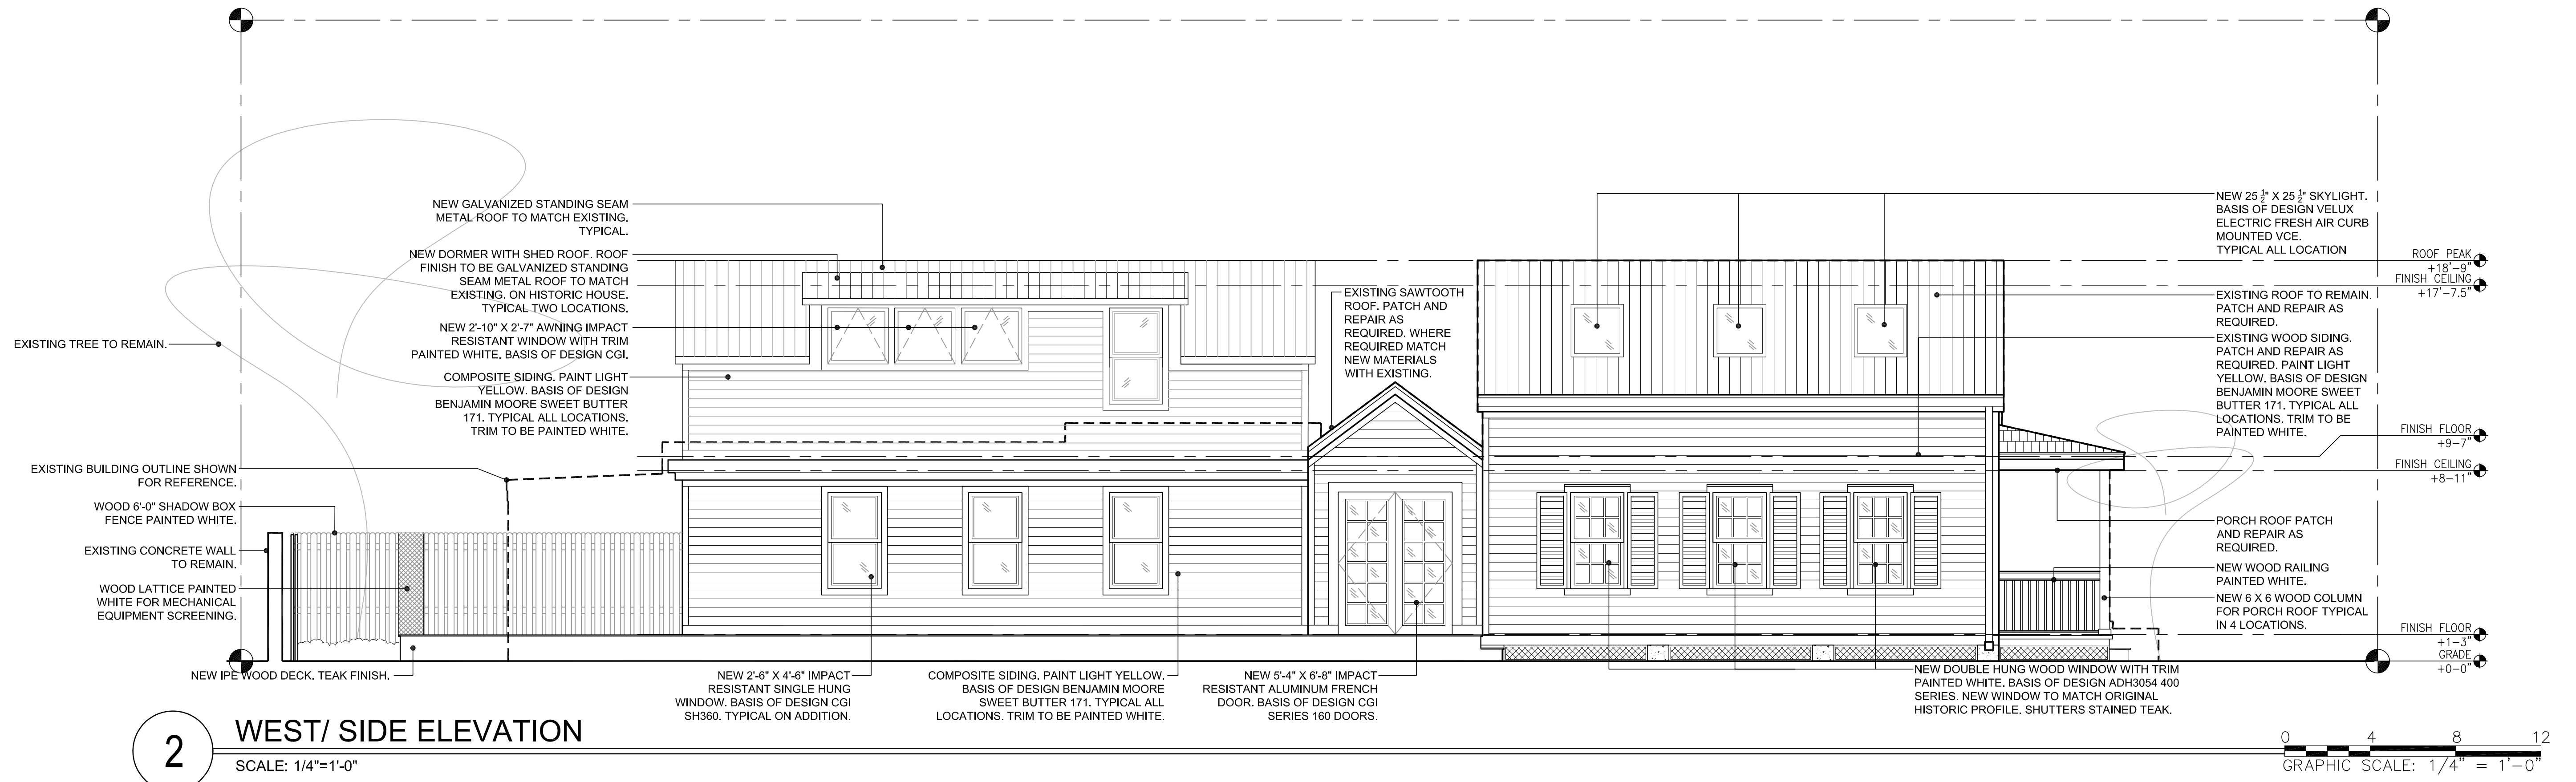 NEW GALVANIZED STANDING SEAM
METAL ROOF TO MATCH EXISTING.
TYPICAL.
NEW DORMER WITH SHED ROOF. ROOF
FINISH TO BE GALVANIZED STANDING
SEAM METAL ROOF TO MATCH
EXISTING. ON HISTORIC HOUSE.
TYPICAL TWO LOCATIONS.
NEW 2'-10" X 2'-7" AWNING IMPACT
RESISTANT WINDOW WITH TRIM
PAINTED WHITE. BASIS OF DESIGN CGI.
EXISTING TREE TO REMAIN.
COMPOSITE SIDING. PAINT LIGHT
YELLOW. BASIS OF DESIGN
BENJAMIN MOORE SWEET BUTTER
171. TYPICAL ALL LOCATIONS.
TRIM TO BE PAINTED WHITE.
EXISTING BUILDING OUTLINE SHOWN
FOR REFERENCE.
WOOD 6'-0" SHADOW BOX
FENCE PAINTED WHITE.
EXISTING CONCRETE WALL
TO REMAIN.
WOOD LATTICE PAINTED
WHITE FOR MECHANICAL
EQUIPMENT SCREENING.
NEW IPE WOOD DECK. TEAK FINISH.
EXISTING SAWTOOTH
ROOF. PATCH AND
REPAIR AS
REQUIRED. WHERE
REQUIRED MATCH
NEW MATERIALS
WITH EXISTING.
NEW 25 1/2" X 25 1/2" SKYLIGHT.
BASIS OF DESIGN VELUX
ELECTRIC FRESH AIR CURB
MOUNTED VCE.
TYPICAL ALL LOCATION
ROOF PEAK
+18'-9"
FINISH CEILING
+17'-7.5"
EXISTING ROOF TO REMAIN.
PATCH AND REPAIR AS
REQUIRED.
EXISTING WOOD SIDING.
PATCH AND REPAIR AS
REQUIRED. PAINT LIGHT
YELLOW. BASIS OF DESIGN
BENJAMIN MOORE SWEET
BUTTER 171. TYPICAL ALL
LOCATIONS. TRIM TO BE
PAINTED WHITE.
FINISH FLOOR
+9-7"
FINISH CEILING
+8-11"
PORCH ROOF PATCH
AND REPAIR AS
REQUIRED.
NEW WOOD RAILING
PAINTED WHITE.
NEW 6 X 6 WOOD COLUMN
FOR PORCH ROOF TYPICAL
IN 4 LOCATIONS.
FINISH FLOOR
+1-3"
GRADE
+0-0"
NEW 2'-6" X 4'-6" IMPACT
RESISTANT SINGLE HUNG
WINDOW. BASIS OF DESIGN CGI
SH360. TYPICAL ON ADDITION.
COMPOSITE SIDING. PAINT LIGHT YELLOW.
BASIS OF DESIGN BENJAMIN MOORE
SWEET BUTTER 171. TYPICAL ALL
LOCATIONS. TRIM TO BE PAINTED WHITE.
NEW 5'-4" X 6'-8" IMPACT
RESISTANT ALUMINUM FRENCH
DOOR. BASIS OF DESIGN CGI
SERIES 160 DOORS.
NEW DOUBLE HUNG WOOD WINDOW WITH TRIM
PAINTED WHITE. BASIS OF DESIGN ADH3054 400
SERIES. NEW WINDOW TO MATCH ORIGINAL
HISTORIC PROFILE. SHUTTERS STAINED TEAK.
2
WEST/ SIDE ELEVATION
SCALE: 1/4"=1'-0"
0 4 8 12
GRAPHIC SCALE: 1/4" = 1'-0"